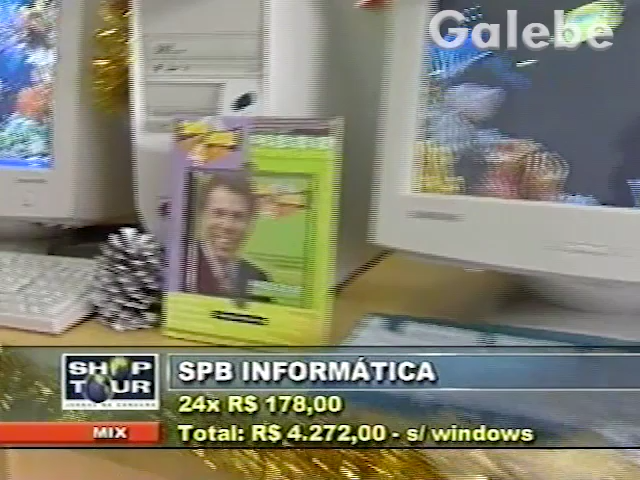 Galebe
SHOP
TOUR
SPB INFORMÁTICA
24x R$ 178,00
MIX
Total: R$ 4.272,00 - s/ windows